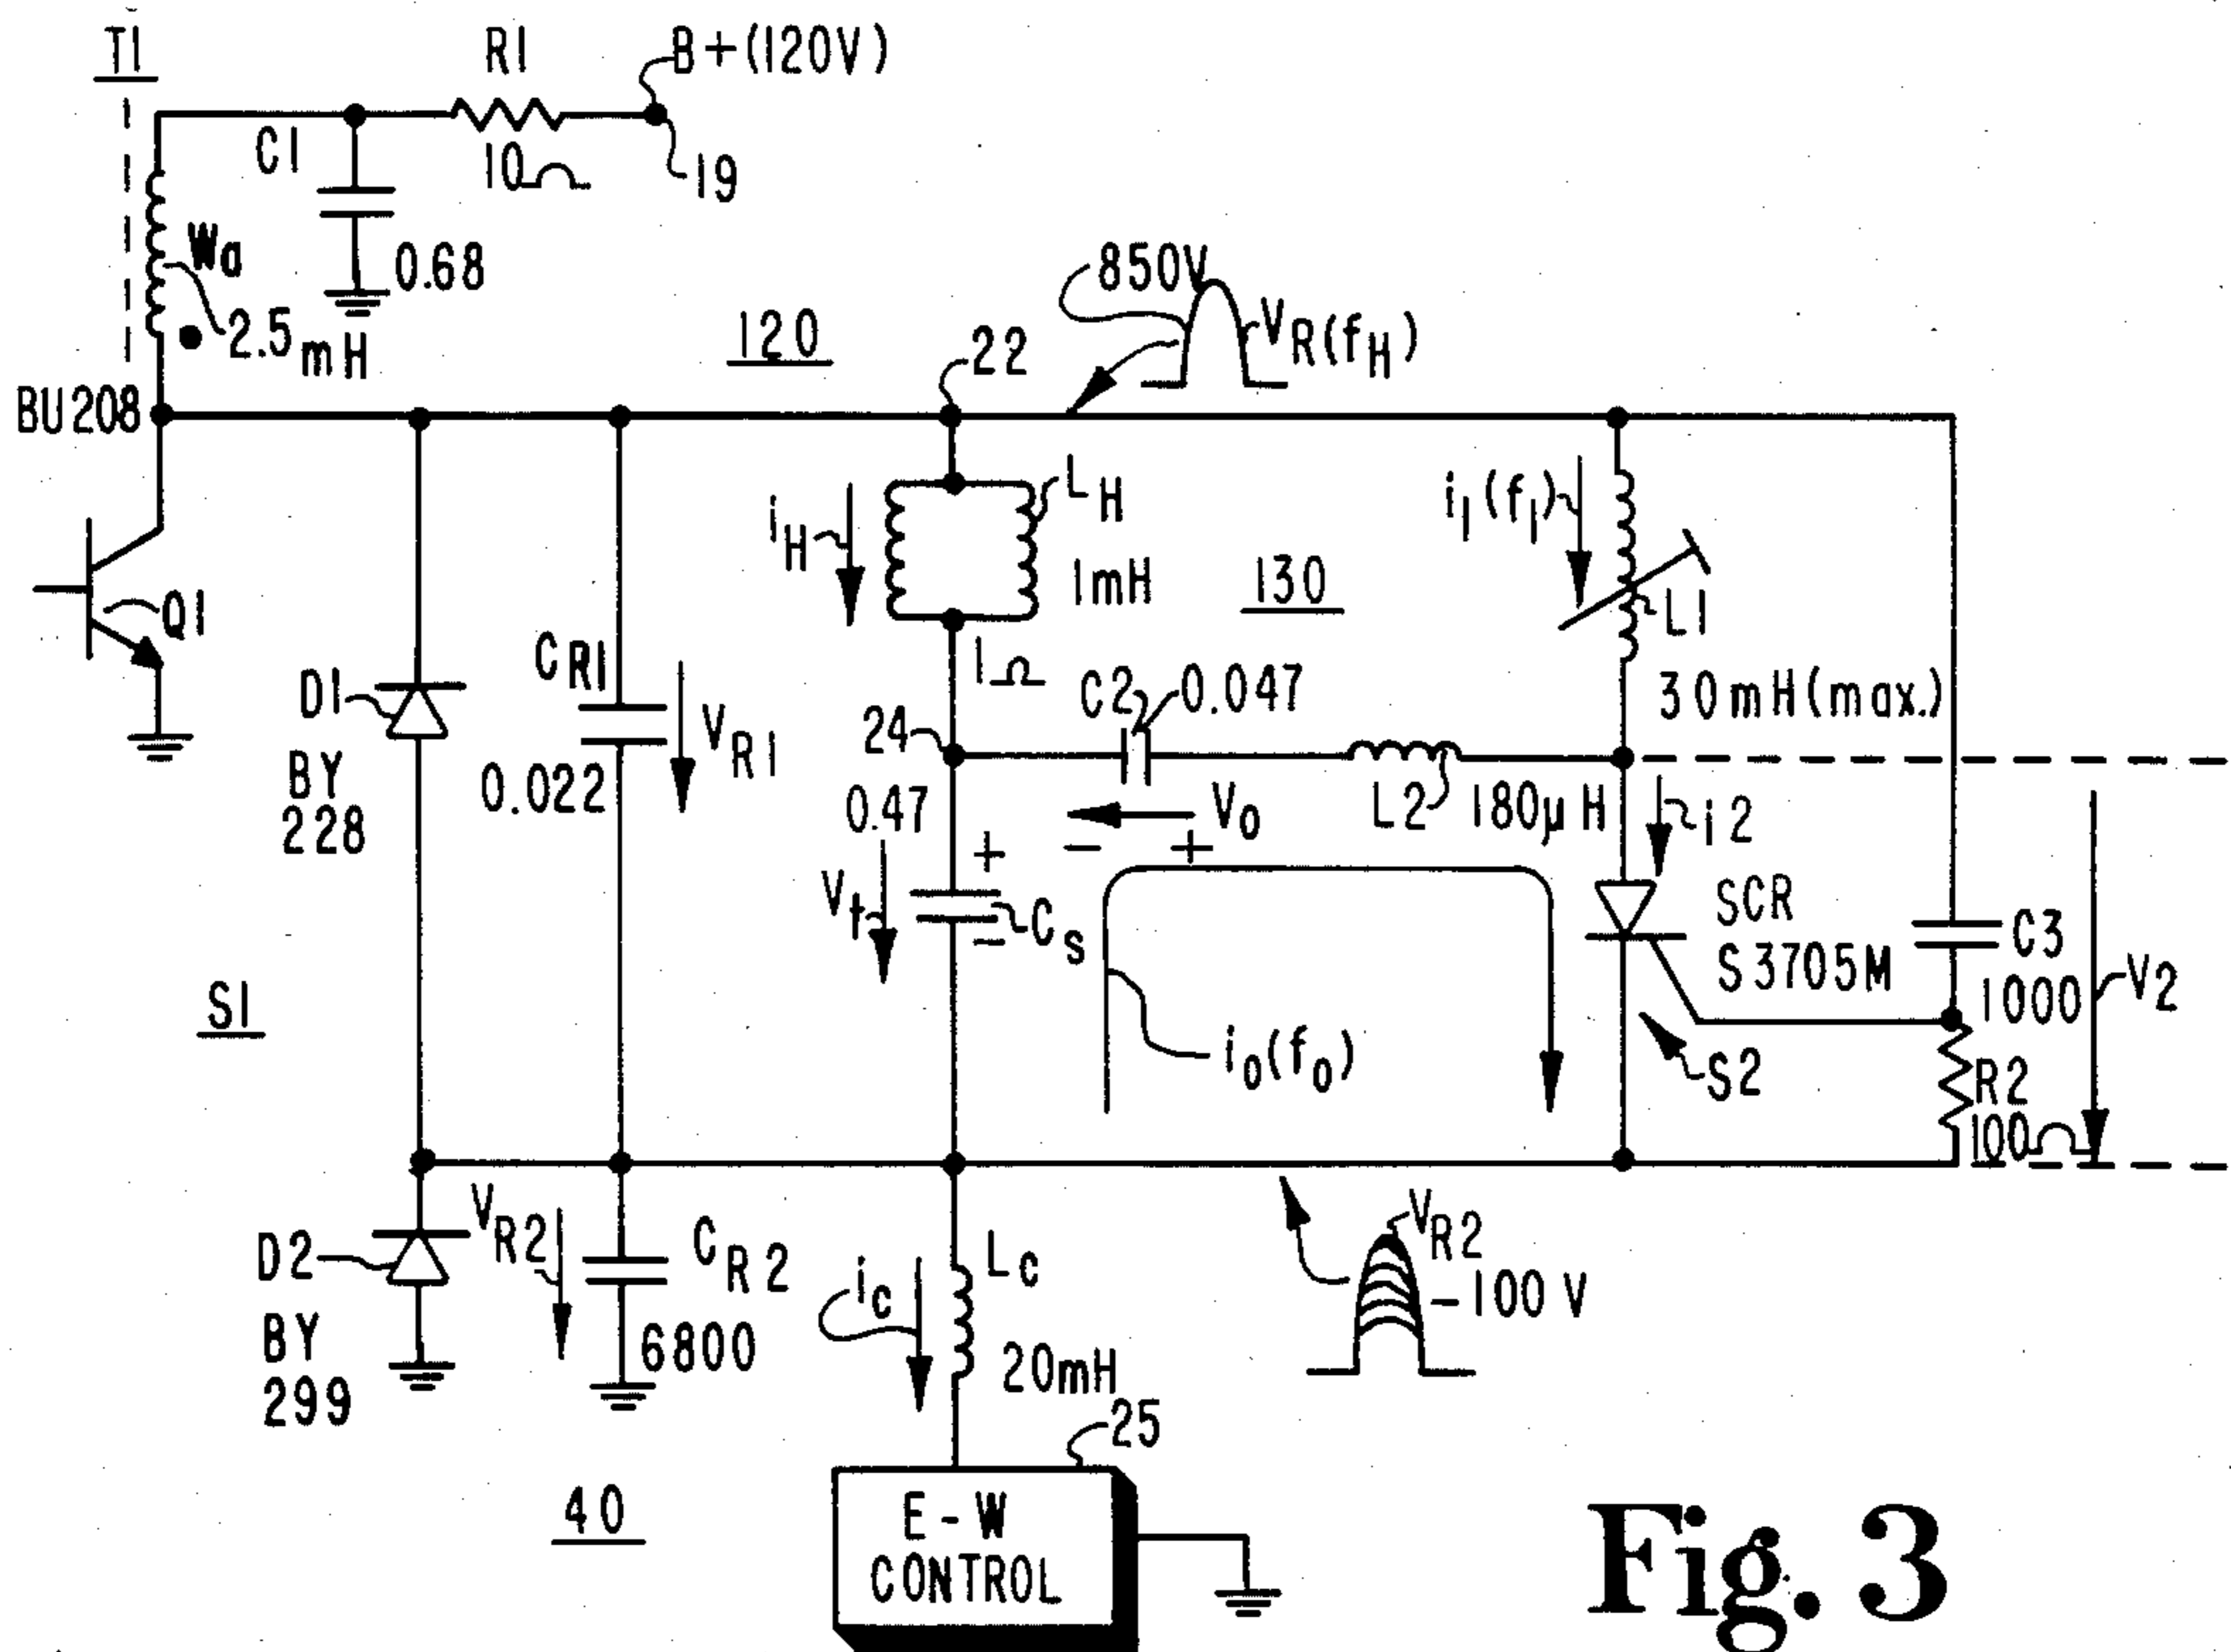 T1
R1
B+(120V)
C1
10Ω
19
Wa
0.68
2.5mH
850V
VR(fH)
120
22
BU208
LH
iH
i1(f1)
1mH
130
Q1
L1
CR1
1Ω
30mH(max.)
D1
VR1
C2
0.047
24
BY
228
0.022
0.47
V0
L2
180μH
i2
+
-
+
Vt
SCR
S3705M
C3
Cs
-
1000
V2
S1
i0(f0)
S2
R2
100Ω
VR2
VR2
-100V
D2
CR2
Lc
ic
BY
299
6800
20mH
25
40
E-W
CONTROL
Fig. 3